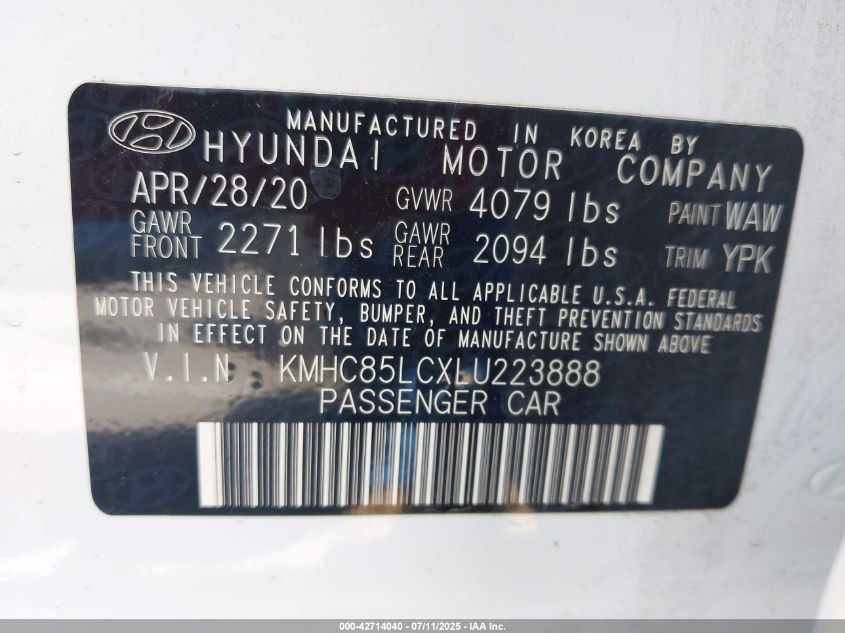 MANUFACTURED IN KOREA BY
HYUNDAI MOTOR COMPANY
APR/28/20 GVWR 4079 lbs PAINT WAW
GAWR FRONT 2271 lbs GAWR REAR 2094 lbs TRIM YPK
THIS VEHICLE CONFORMS TO ALL APPLICABLE U.S.A. FEDERAL
MOTOR VEHICLE SAFETY, BUMPER, AND THEFT PREVENTION STANDARDS
IN EFFECT ON THE DATE OF MANUFACTURE SHOWN ABOVE
V.I.N KMHC85LCXLU223888
PASSENGER CAR
000-42714040 - 07/11/2025 - IAA Inc.